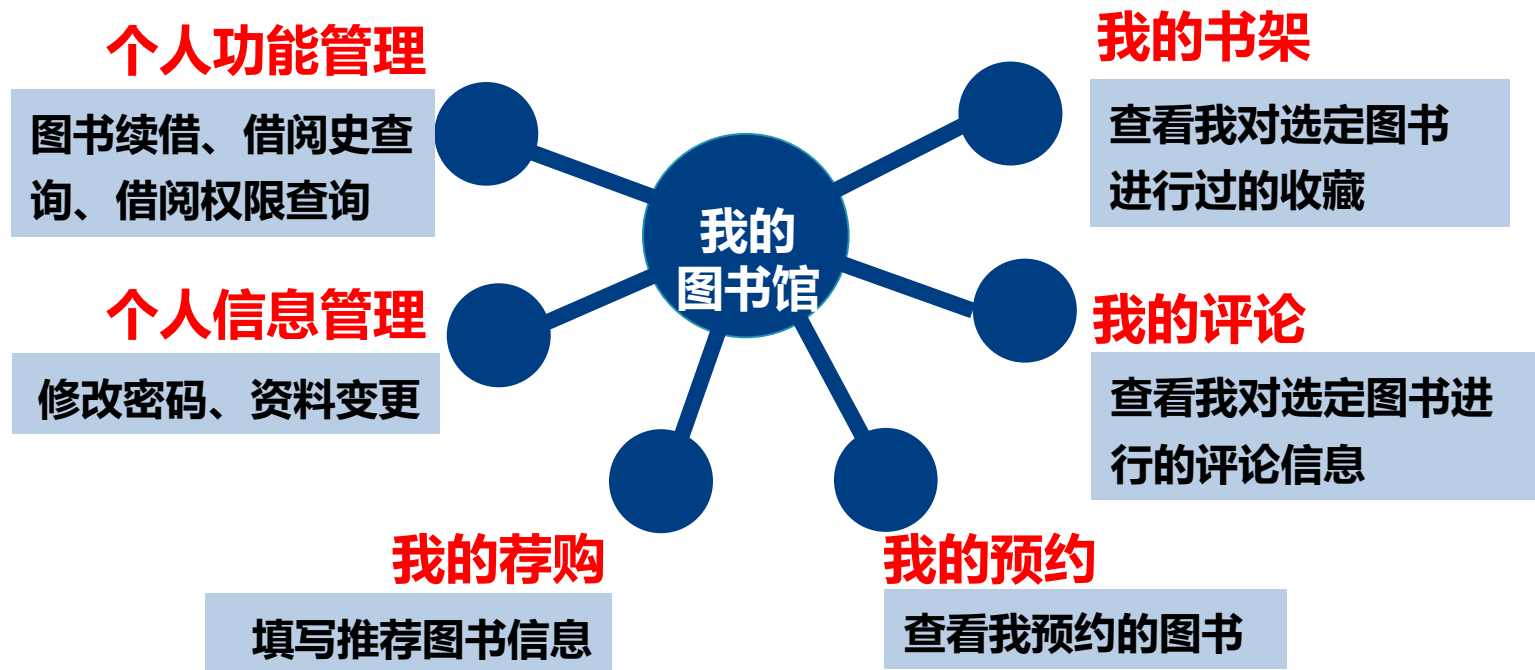 个人功能管理
图书续借、借阅史查
询、借阅权限查询
个人信息管理
修改密码、资料变更
我的荐购
填写推荐图书信息
我的
图书馆
我的书架
查看我对选定图书
进行过的收藏
我的评论
查看我对选定图书进
行的评论信息
我的预约
查看我预约的图书